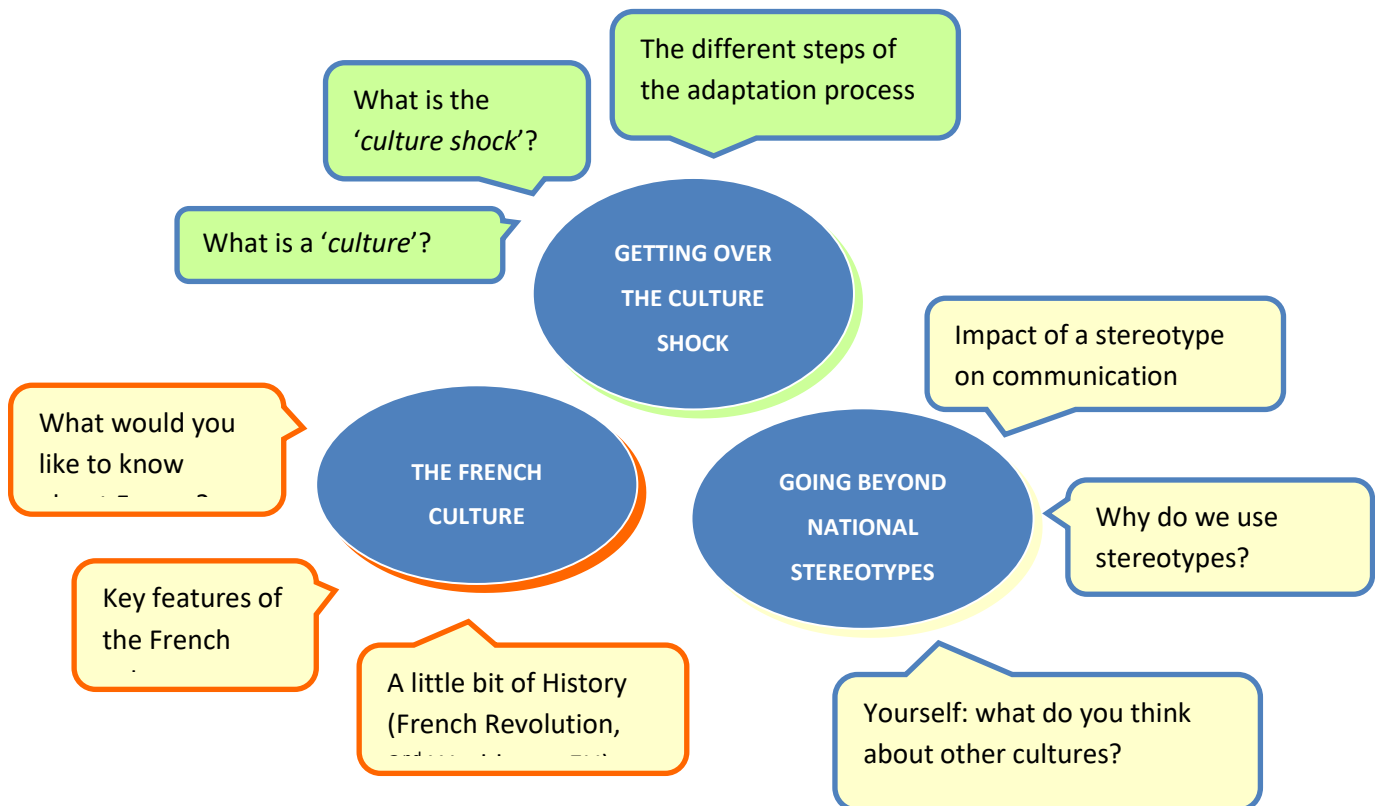 The different steps of
the adaptation process
What is the
‘culture shock’?
What is a ‘culture’?
GETTING OVER
THE CULTURE
SHOCK
Impact of a stereotype
on communication
What would you
like to know
THE FRENCH
CULTURE
GOING BEYOND
NATIONAL
STEREOTYPES
Why do we use
stereotypes?
Key features of
the French
A little bit of History
(French Revolution,
Yourself: what do you think
about other cultures?